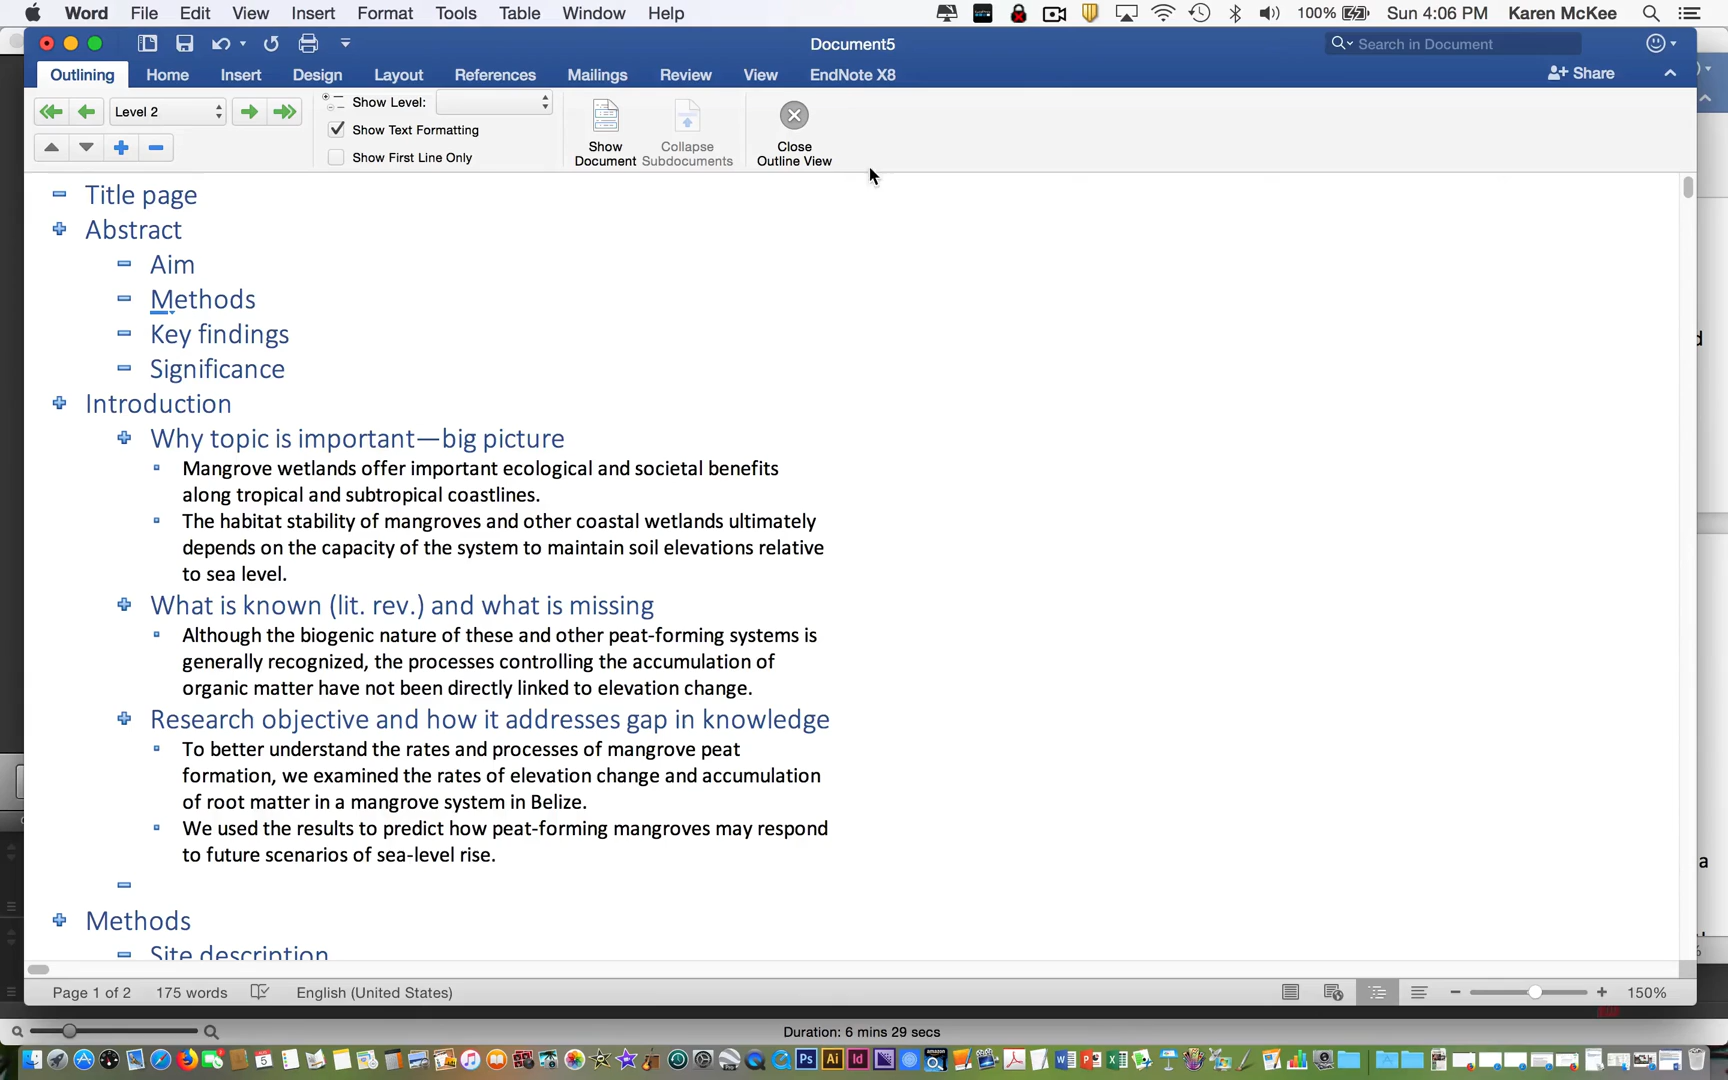 Word File Edit View Insert Format Tools Table Window Help 100% Sun 4:06 PM Karen McKee
Document5
Search in Document
Outlining Home Insert Design Layout References Mailings Review View EndNote X8 Share
Level 2
Show Level:
Show Text Formatting
Show First Line Only
Show Document
Collapse Subdocuments
Close Outline View
Title page
Abstract
Aim
Methods
Key findings
Significance
Introduction
Why topic is important—big picture
Mangrove wetlands offer important ecological and societal benefits
along tropical and subtropical coastlines.
The habitat stability of mangroves and other coastal wetlands ultimately
depends on the capacity of the system to maintain soil elevations relative
to sea level.
What is known (lit. rev.) and what is missing
Although the biogenic nature of these and other peat-forming systems is
generally recognized, the processes controlling the accumulation of
organic matter have not been directly linked to elevation change.
Research objective and how it addresses gap in knowledge
To better understand the rates and processes of mangrove peat
formation, we examined the rates of elevation change and accumulation
of root matter in a mangrove system in Belize.
We used the results to predict how peat-forming mangroves may respond
to future scenarios of sea-level rise.
Methods
Site description
Page 1 of 2 175 words English (United States) 150%
Duration: 6 mins 29 secs